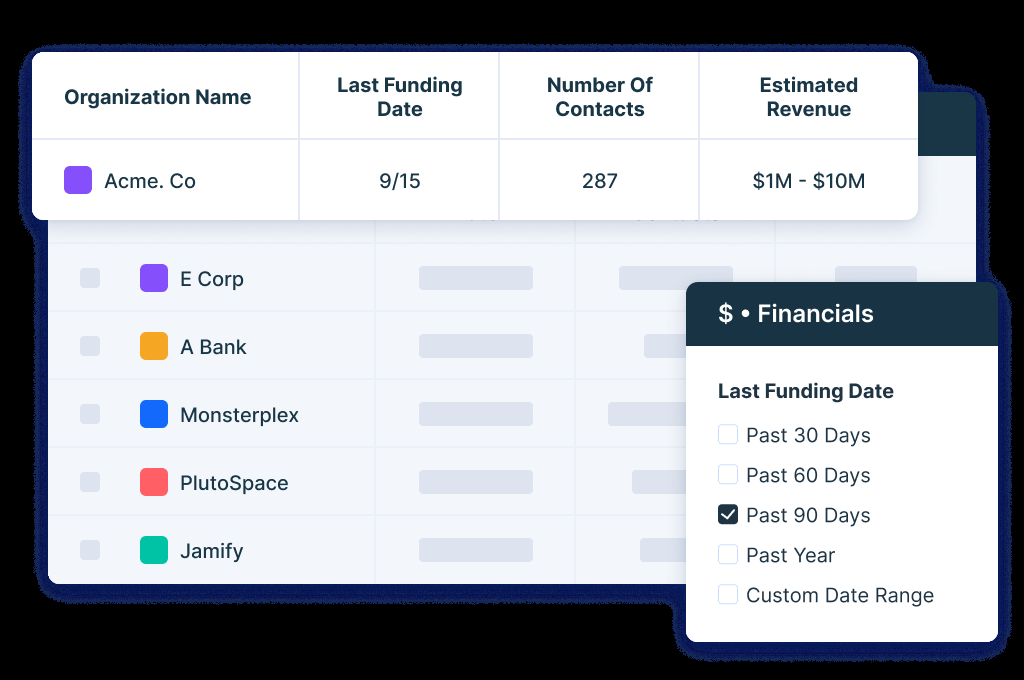 Organization Name
Last Funding
Date
Number Of
Contacts
Estimated
Revenue
Acme. Co
9/15
287
$1M - $10M
E Corp
A Bank
Monsterplex
PlutoSpace
Jamify
$ • Financials
Last Funding Date
Past 30 Days
Past 60 Days
Past 90 Days
Past Year
Custom Date Range